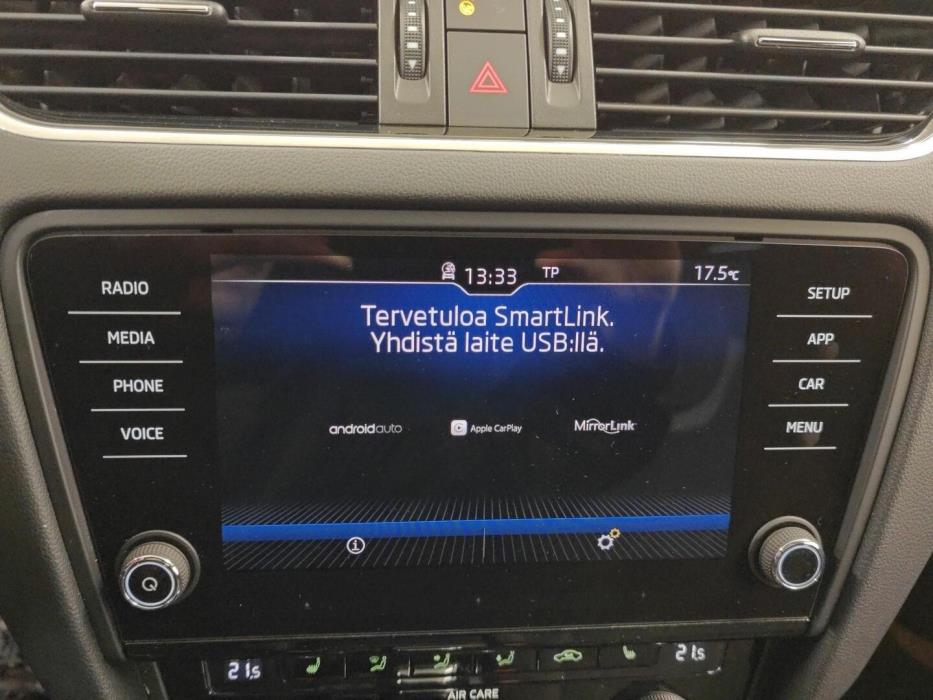 13:33 TP 17.5°C
RADIO
MEDIA
PHONE
VOICE
Tervetuloa SmartLink.
Yhdistä laite USB:llä.
androidauto Apple CarPlay MirrorLink
SETUP
APP
CAR
MENU
21.5 21.5
AIR CARE